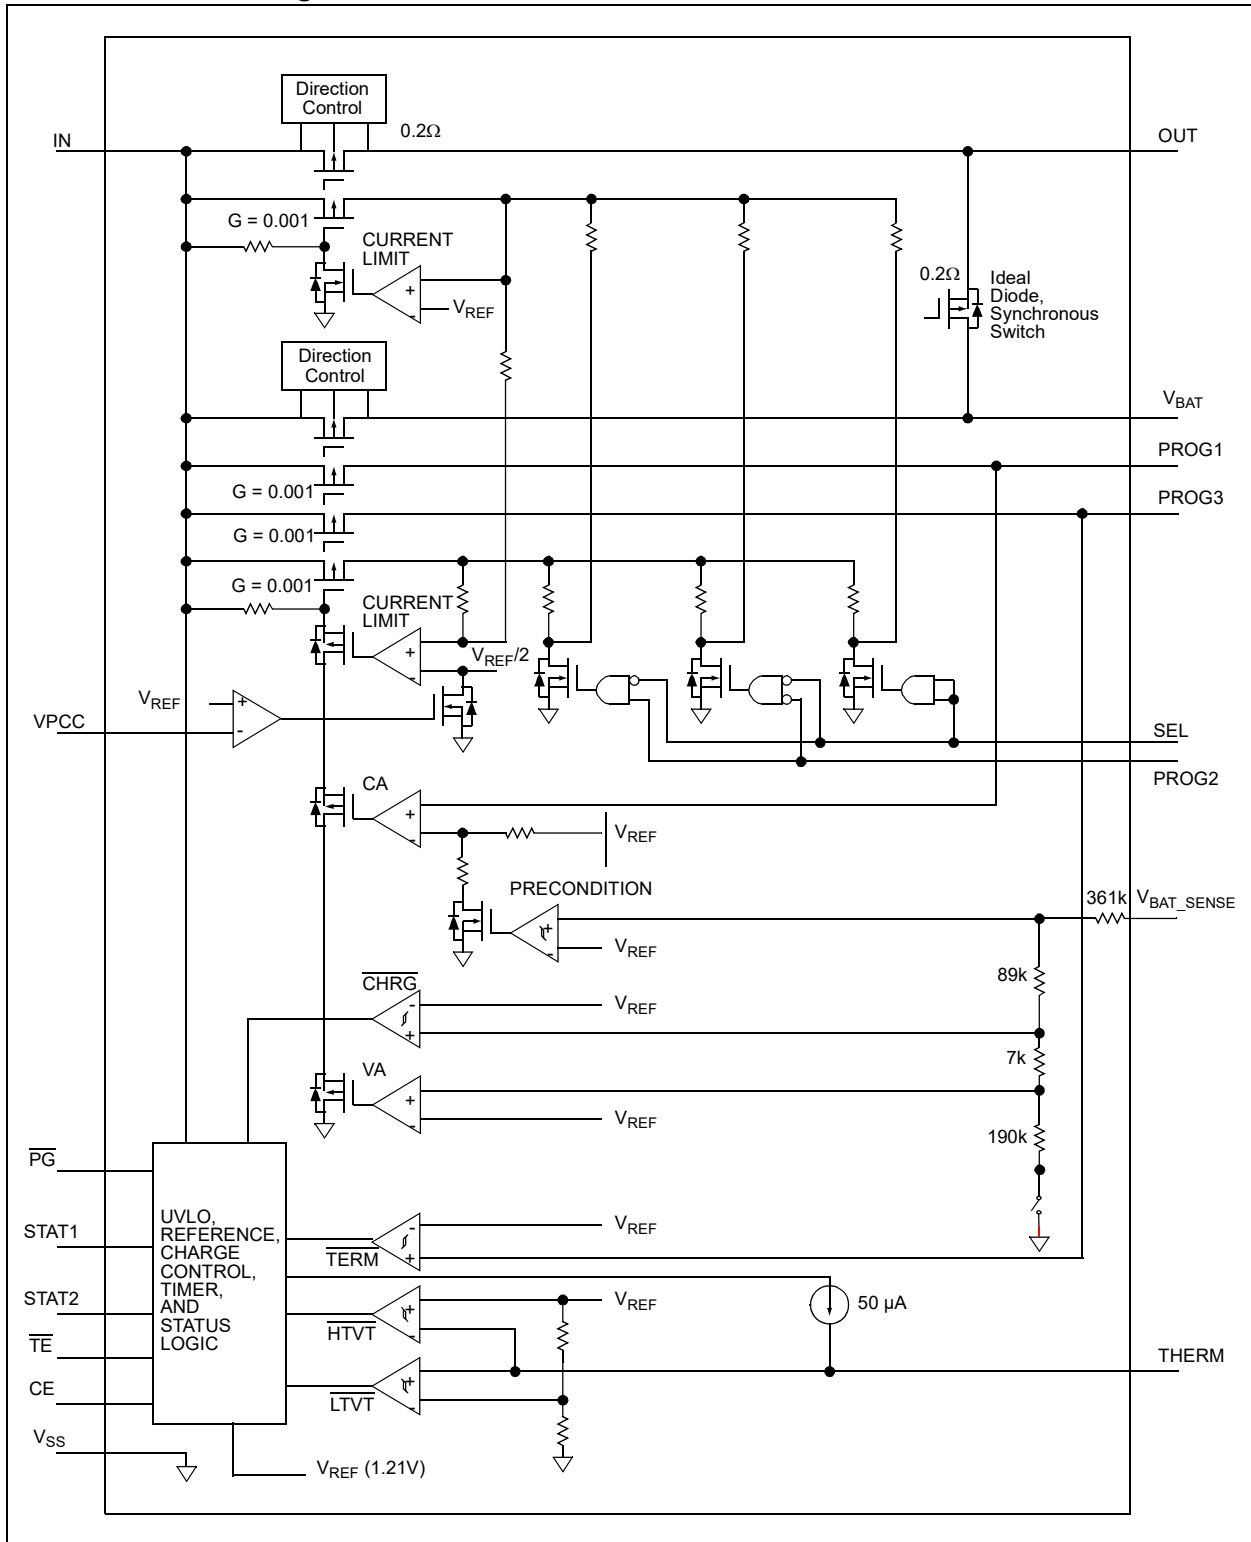 Direction
Control
0.2Ω
IN
OUT
G = 0.001
CURRENT
LIMIT
+
-
VREF
0.2Ω
Ideal
Diode,
Synchronous
Switch
Direction
Control
VBAT
PROG1
G = 0.001
PROG3
G = 0.001
G = 0.001
CURRENT
LIMIT
+
-
VREF/2
VREF
+
-
VPCC
SEL
PROG2
CA
+
-
VREF
PRECONDITION
+
-
VREF
361k
VBAT_SENSE
89k
CHRG
-
+
VREF
7k
VA
+
-
VREF
190k
PG
STAT1
STAT2
TE
CE
VSS
UVLO,
REFERENCE,
CHARGE
CONTROL,
TIMER,
AND
STATUS
LOGIC
-
+
VREF
TERM
+
-
VREF
HTVT
50 µA
+
-
LTVT
THERM
VREF (1.21V)